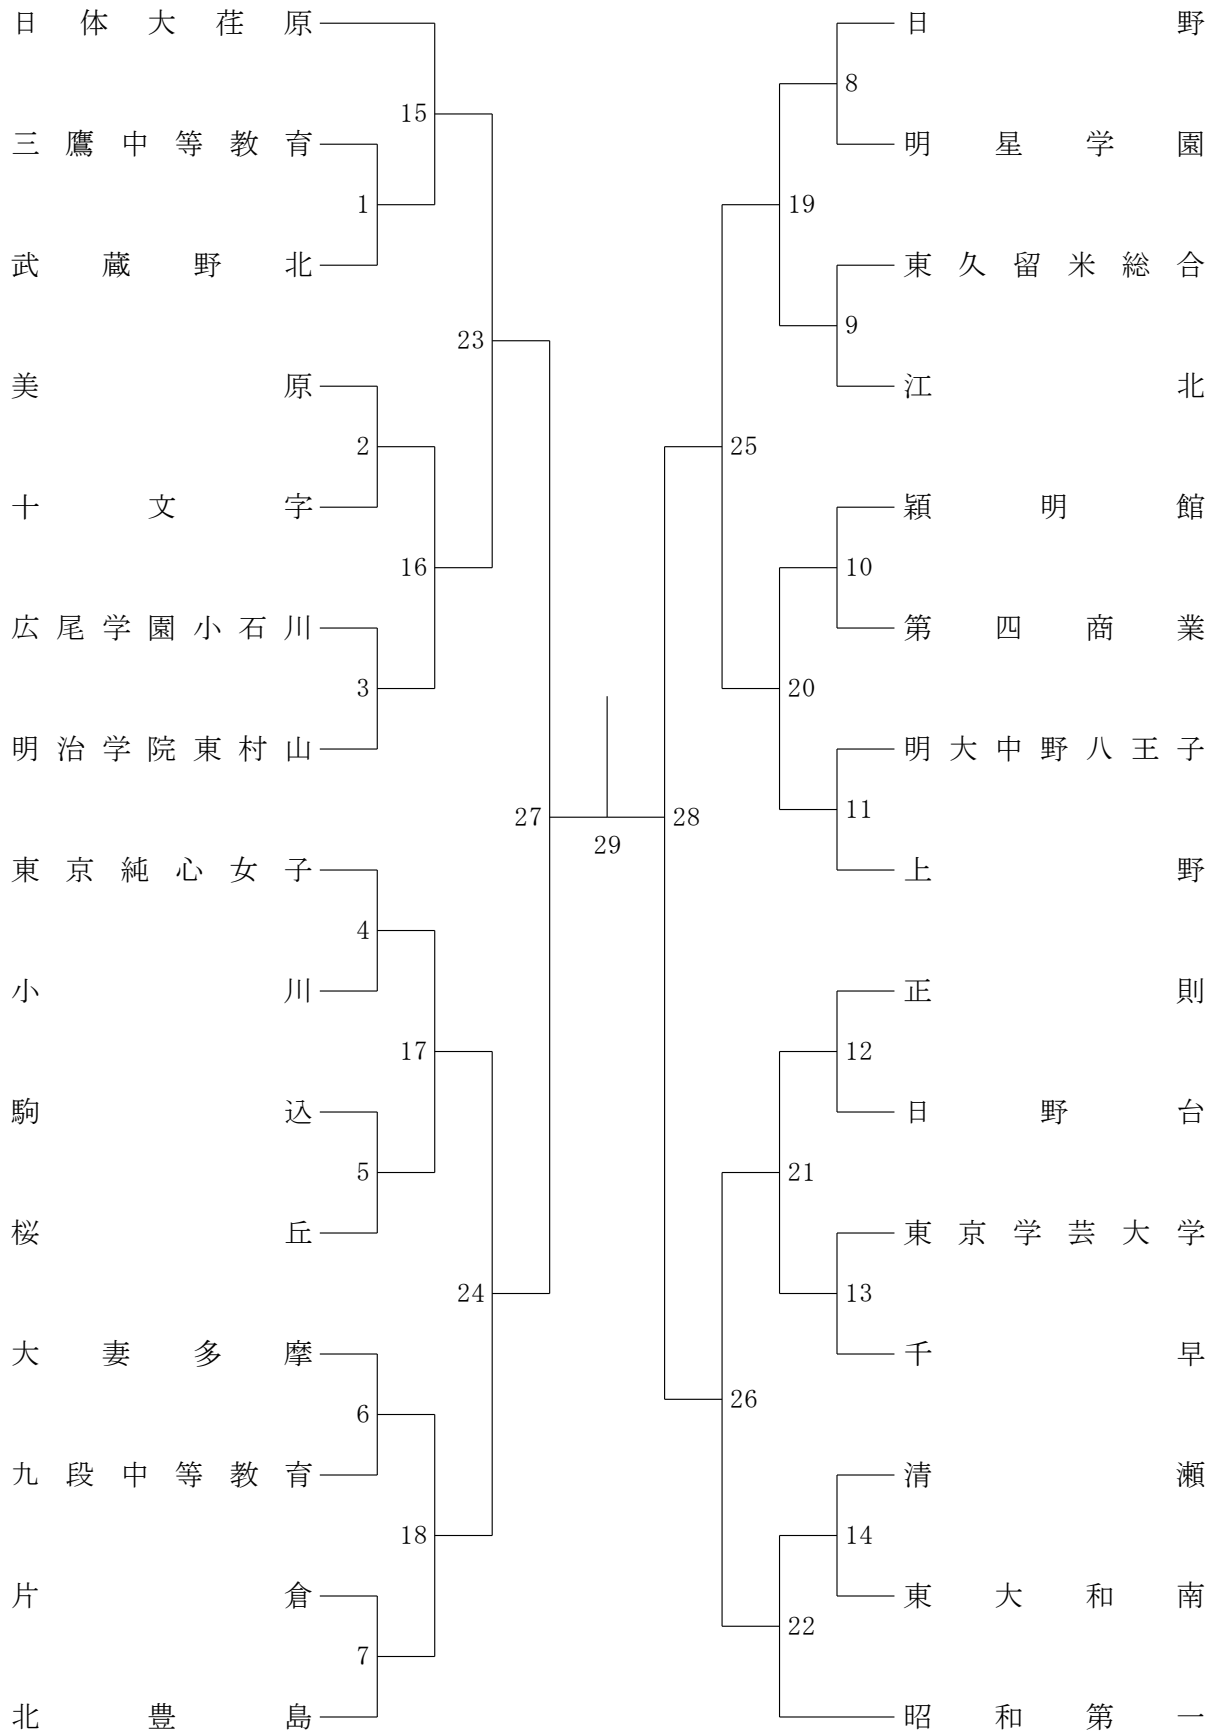 日体大荏原
15
三鷹中等教育
1
武蔵野北
23
美原
2
十文字
16
広尾学園小石川
3
明治学院東村山
27
東京純心女子
4
小川
17
駒込
5
桜丘
24
大妻多摩
6
九段中等教育
18
片倉
7
北豊島
29
日野
8
明星学園
19
東久留米総合
9
江北
25
穎明館
10
第四商業
20
明大中野八王子
11
上野
28
正則
12
日野台
21
東京学芸大学
13
千早
26
清瀬
14
東大和南
22
昭和第一